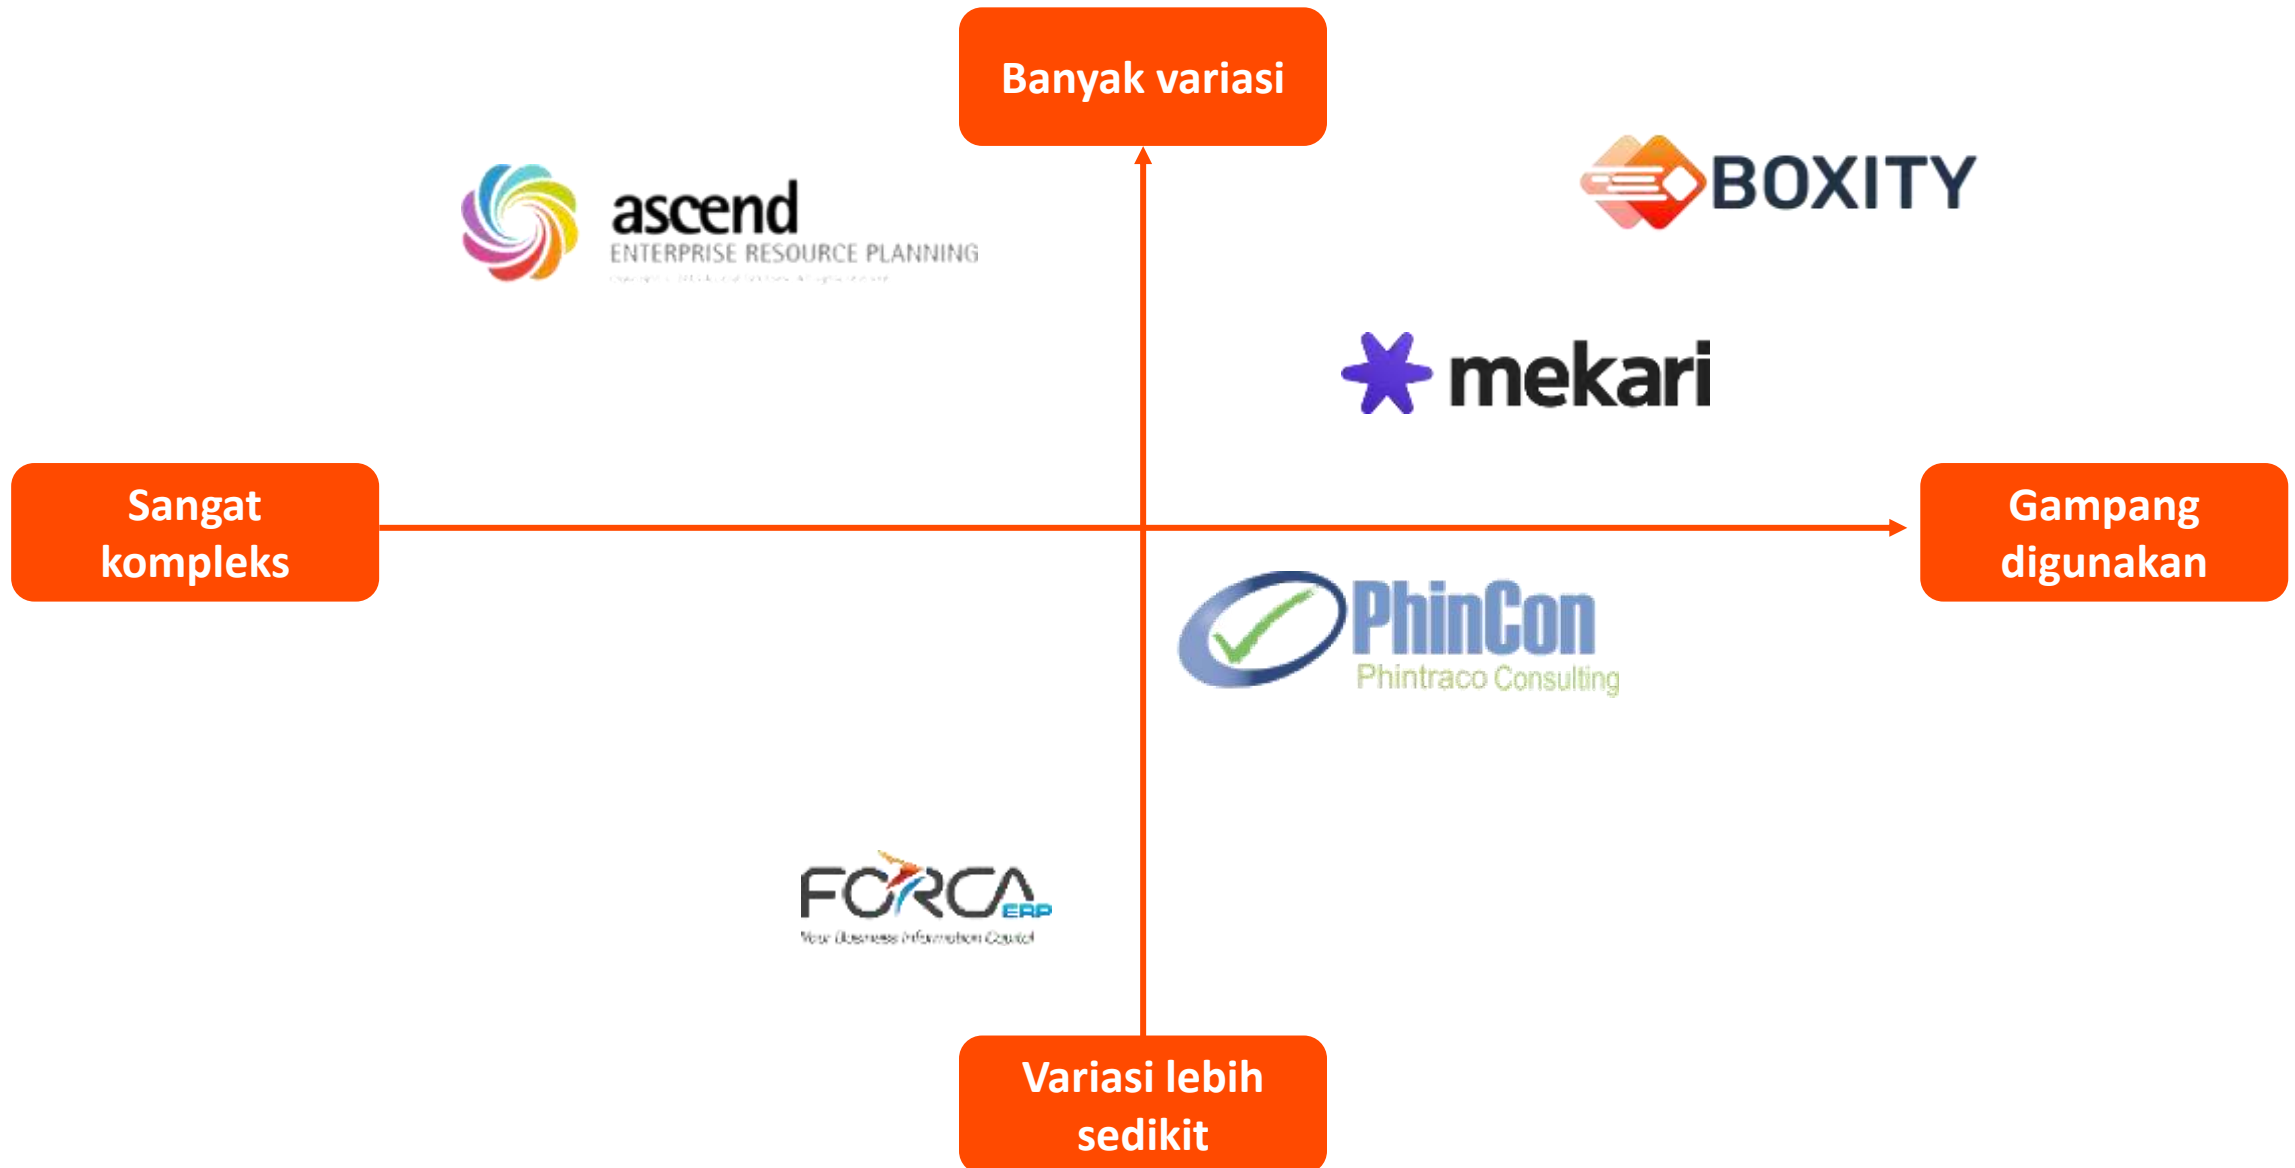 Banyak variasi
ascend
ENTERPRISE RESOURCE PLANNING
BOXITY
mekari
Sangat
kompleks
Gampang
digunakan
PhinCon
Phintraco Consulting
FORCA
ERP
Your Business Information Capital
Variasi lebih
sedikit